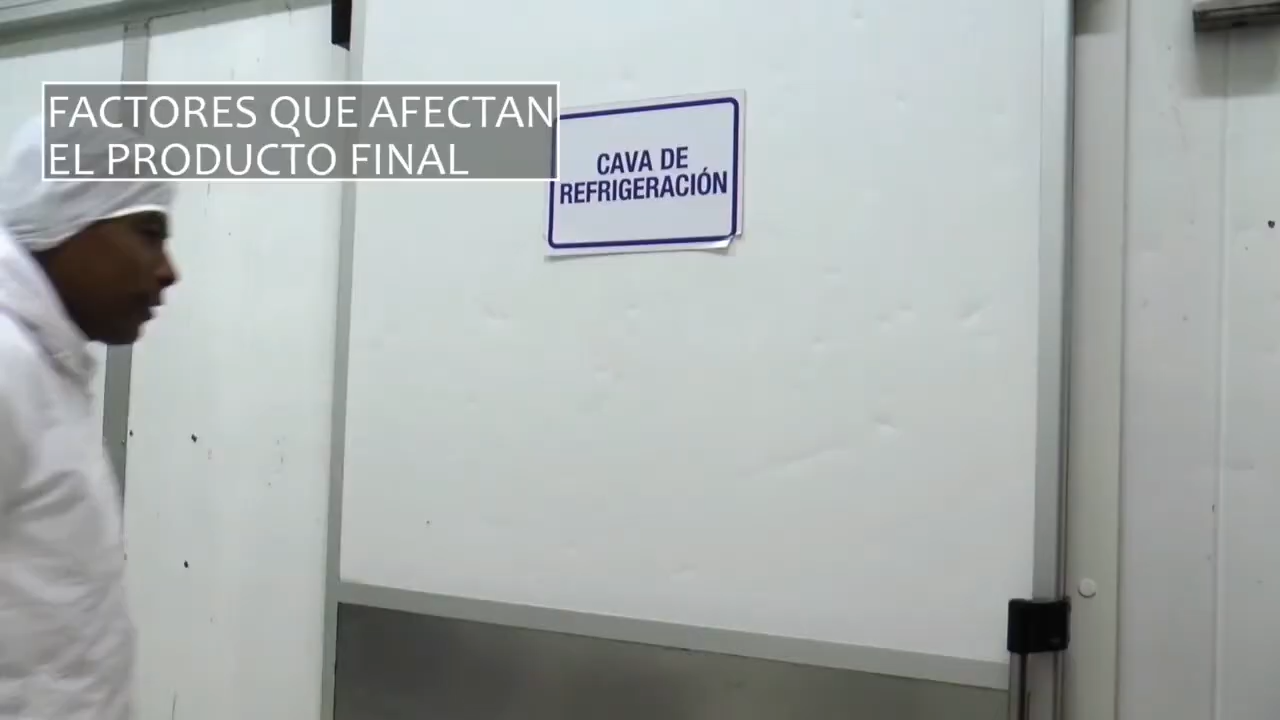 FACTORES QUE AFECTAN
EL PRODUCTO FINAL
CAVA DE
REFRIGERACIÓN